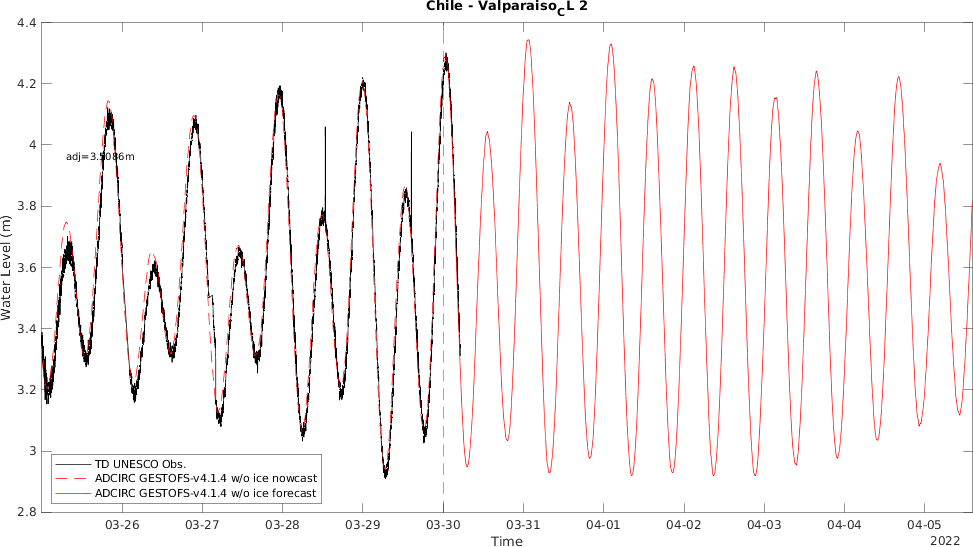 Chile - Valparaiso_CL 2
4.4
4.2
4
3.8
3.6
3.4
3.2
3
2.8
Water Level (m)
adj=3.5086m
TD UNESCO Obs.
ADCIRC GESTOFS-v4.1.4 w/o ice nowcast
ADCIRC GESTOFS-v4.1.4 w/o ice forecast
03-26 03-27 03-28 03-29 03-30 03-31 04-01 04-02 04-03 04-04 04-05
Time
2022